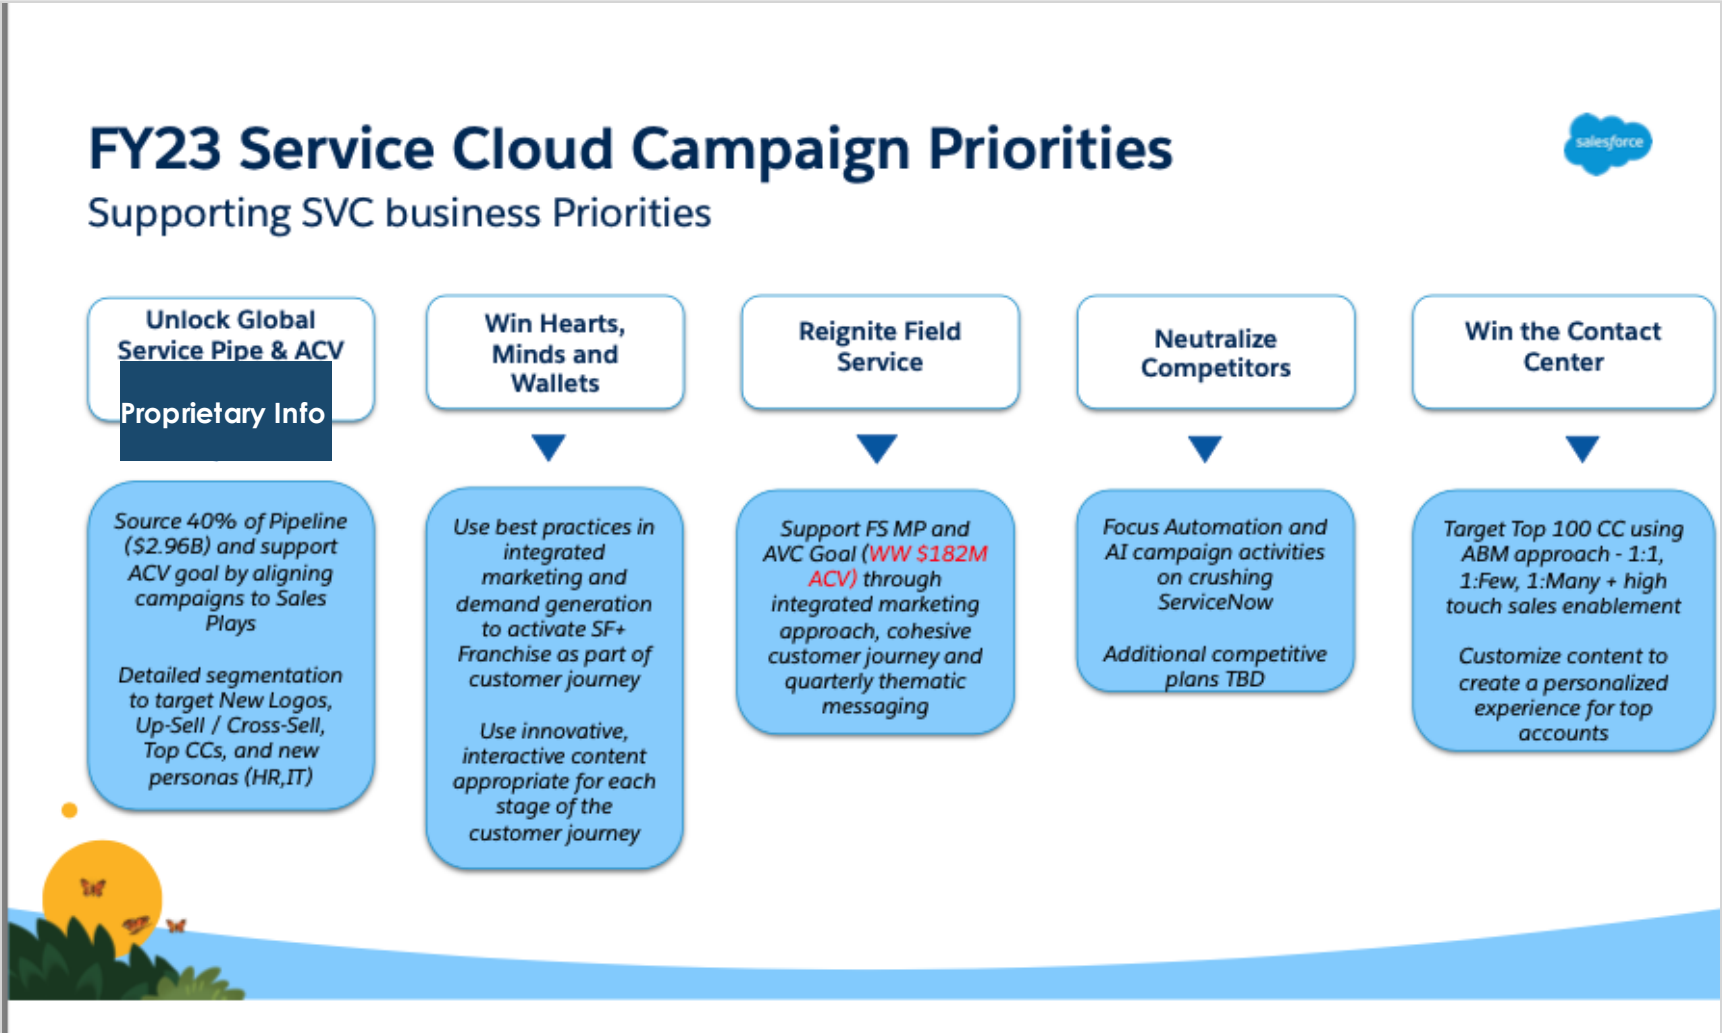 FY23 Service Cloud Campaign Priorities
salesforce
Supporting SVC business Priorities
Unlock Global
Service Pipe & ACV
Proprietary Info
Source 40% of Pipeline
($2.96B) and support
ACV goal by aligning
campaigns to Sales
Plays
Detailed segmentation
to target New Logos,
Up-Sell / Cross-Sell,
Top CCs, and new
personas (HR,IT)
Win Hearts,
Minds and
Wallets
Use best practices in
integrated
marketing and
demand generation
to activate SF+
Franchise as part of
customer journey
Use innovative,
interactive content
appropriate for each
stage of the
customer journey
Reignite Field
Service
Support FS MP and
AVC Goal (WW $182M
ACV) through
integrated marketing
approach, cohesive
customer journey and
quarterly thematic
messaging
Neutralize
Competitors
Focus Automation and
AI campaign activities
on crushing
ServiceNow
Additional competitive
plans TBD
Win the Contact
Center
Target Top 100 CC using
ABM approach - 1:1,
1:Few, 1:Many + high
touch sales enablement
Customize content to
create a personalized
experience for top
accounts